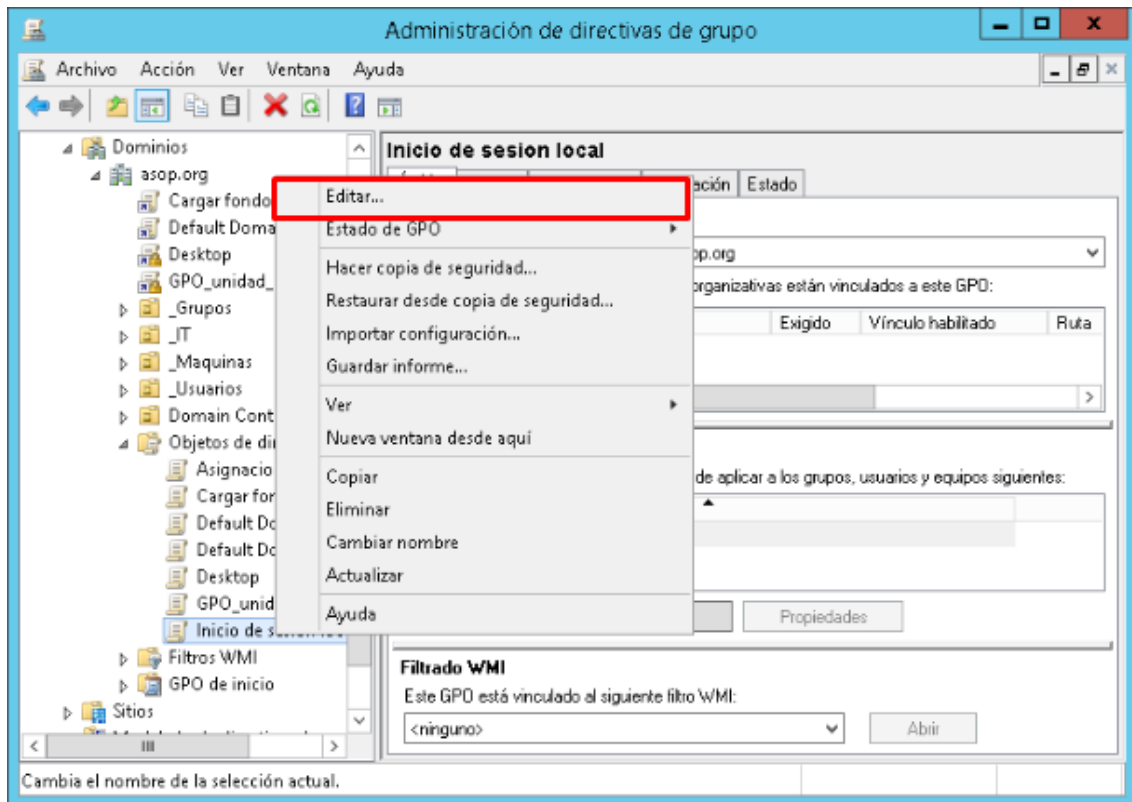 Administración de directivas de grupo
Archivo Acción Ver Ventana Ayuda
Dominios
asop.org
Cargar fondo
Default Doma
Desktop
GPO_unidad_
_Grupos
_IT
_Maquinas
_Usuarios
Domain Cont
Objetos de di
Asignacio
Cargar for
Default Dc
Default Dc
Desktop
GPO_unid
Inicio de
Filtros WMI
GPO de inicio
Sitios
Editar...
Estado de GPO
Hacer copia de seguridad...
Restaurar desde copia de seguridad...
Importar configuración...
Guardar informe...
Ver
Nueva ventana desde aquí
Copiar
Eliminar
Cambiar nombre
Actualizar
Ayuda
Inicio de sesion local
ación Estado
op.org
organizativas están vinculados a este GPO:
Exigido Vínculo habilitado Ruta
de aplicar a los grupos, usuarios y equipos siguientes:
Propiedades
Filtrado WMI
Este GPO está vinculado al siguiente filtro WMI:
<ninguno> Abrir
Cambia el nombre de la selección actual.